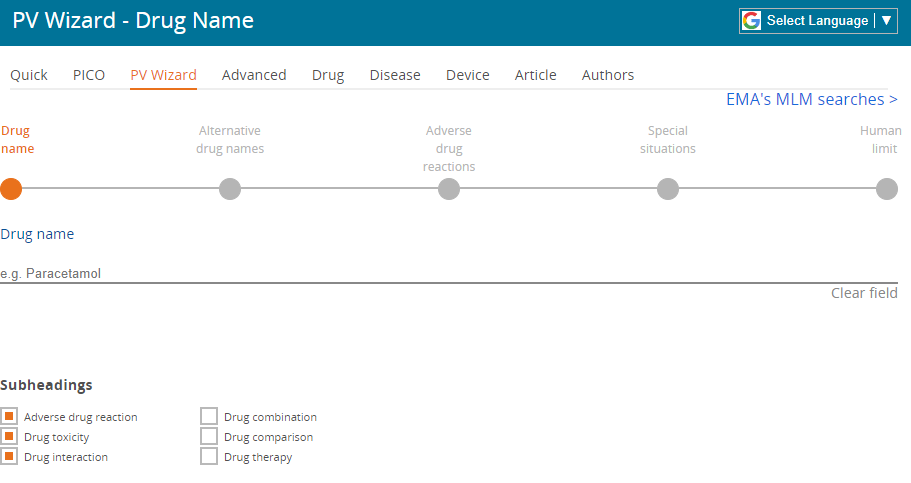 PV Wizard - Drug Name
Select Language
Quick PICO PV Wizard Advanced Drug Disease Device Article Authors
EMA's MLM searches >
Drug name
Alternative drug names
Adverse drug reactions
Special situations
Human limit
Drug name
e.g. Paracetamol
Clear field
Subheadings
Adverse drug reaction
Drug combination
Drug toxicity
Drug comparison
Drug interaction
Drug therapy